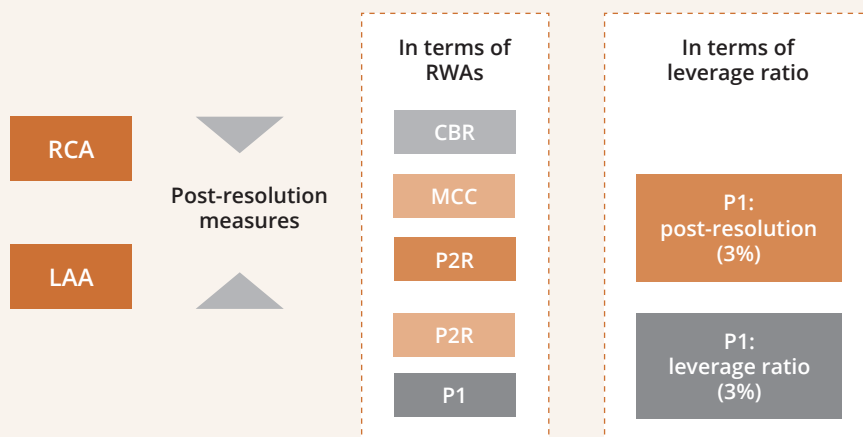 RCA
LAA
Post-resolution
measures
In terms of
RWAs
CBR
MCC
P2R
P2R
P1
In terms of
leverage ratio
P1:
post-resolution
(3%)
P1:
leverage ratio
(3%)